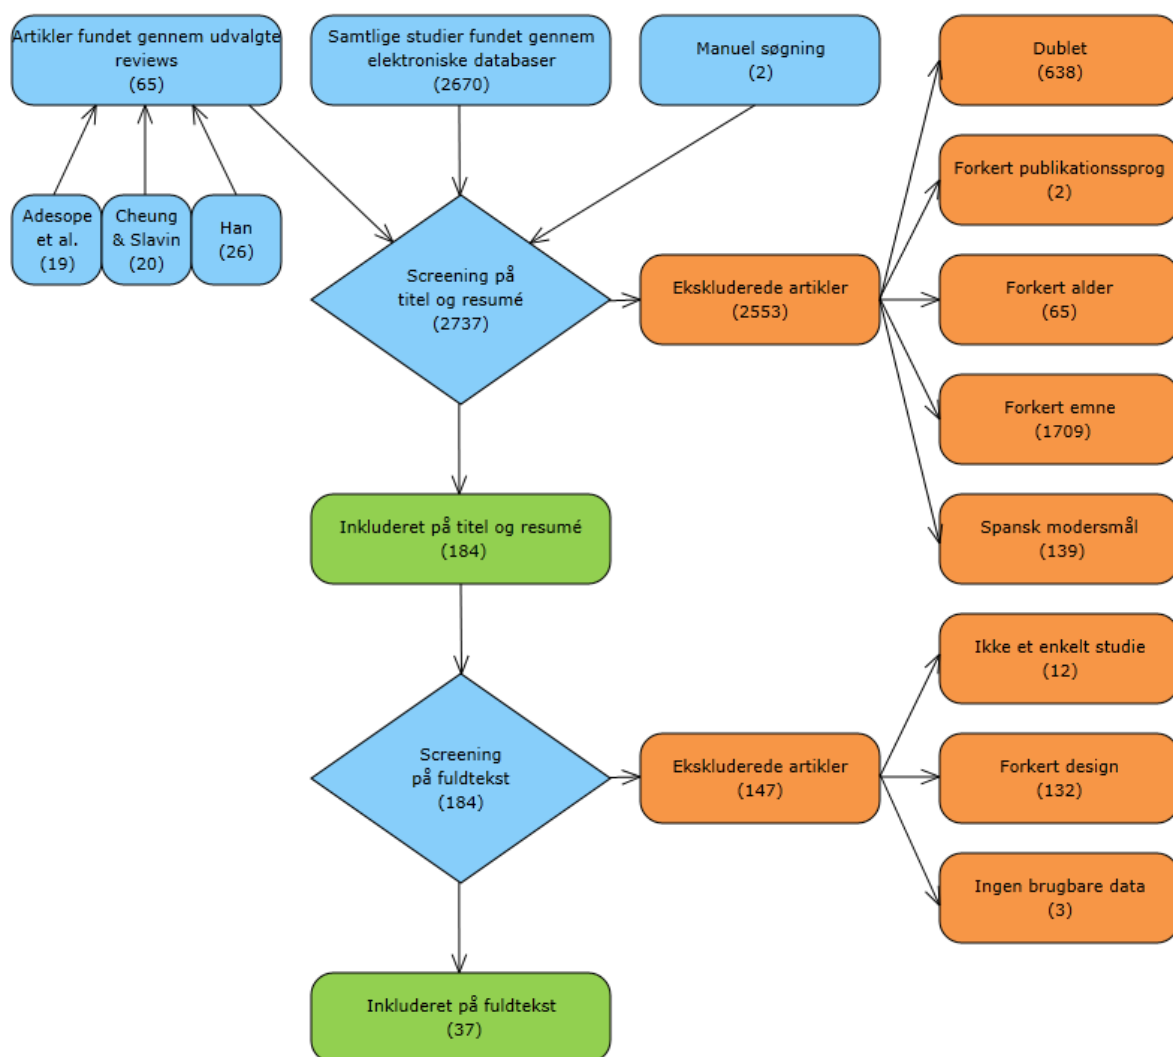 Artikler fundet gennem udvalgte
reviews
(65)
Samtlige studier fundet gennem
elektroniske databaser
(2670)
Manuel søgning
(2)
Dublet
(638)
Forkert publikationssprog
(2)
Adesope
et al.
(19)
Cheung
& Slavin
(20)
Han
(26)
Screening på
titel og resumé
(2737)
Ekskluderede artikler
(2553)
Forkert alder
(65)
Forkert emne
(1709)
Inkluderet på titel og resumé
(184)
Spansk modersmål
(139)
Ikke et enkelt studie
(12)
Screening
på fuldtekst
(184)
Ekskluderede artikler
(147)
Forkert design
(132)
Ingen brugbare data
(3)
Inkluderet på fuldtekst
(37)